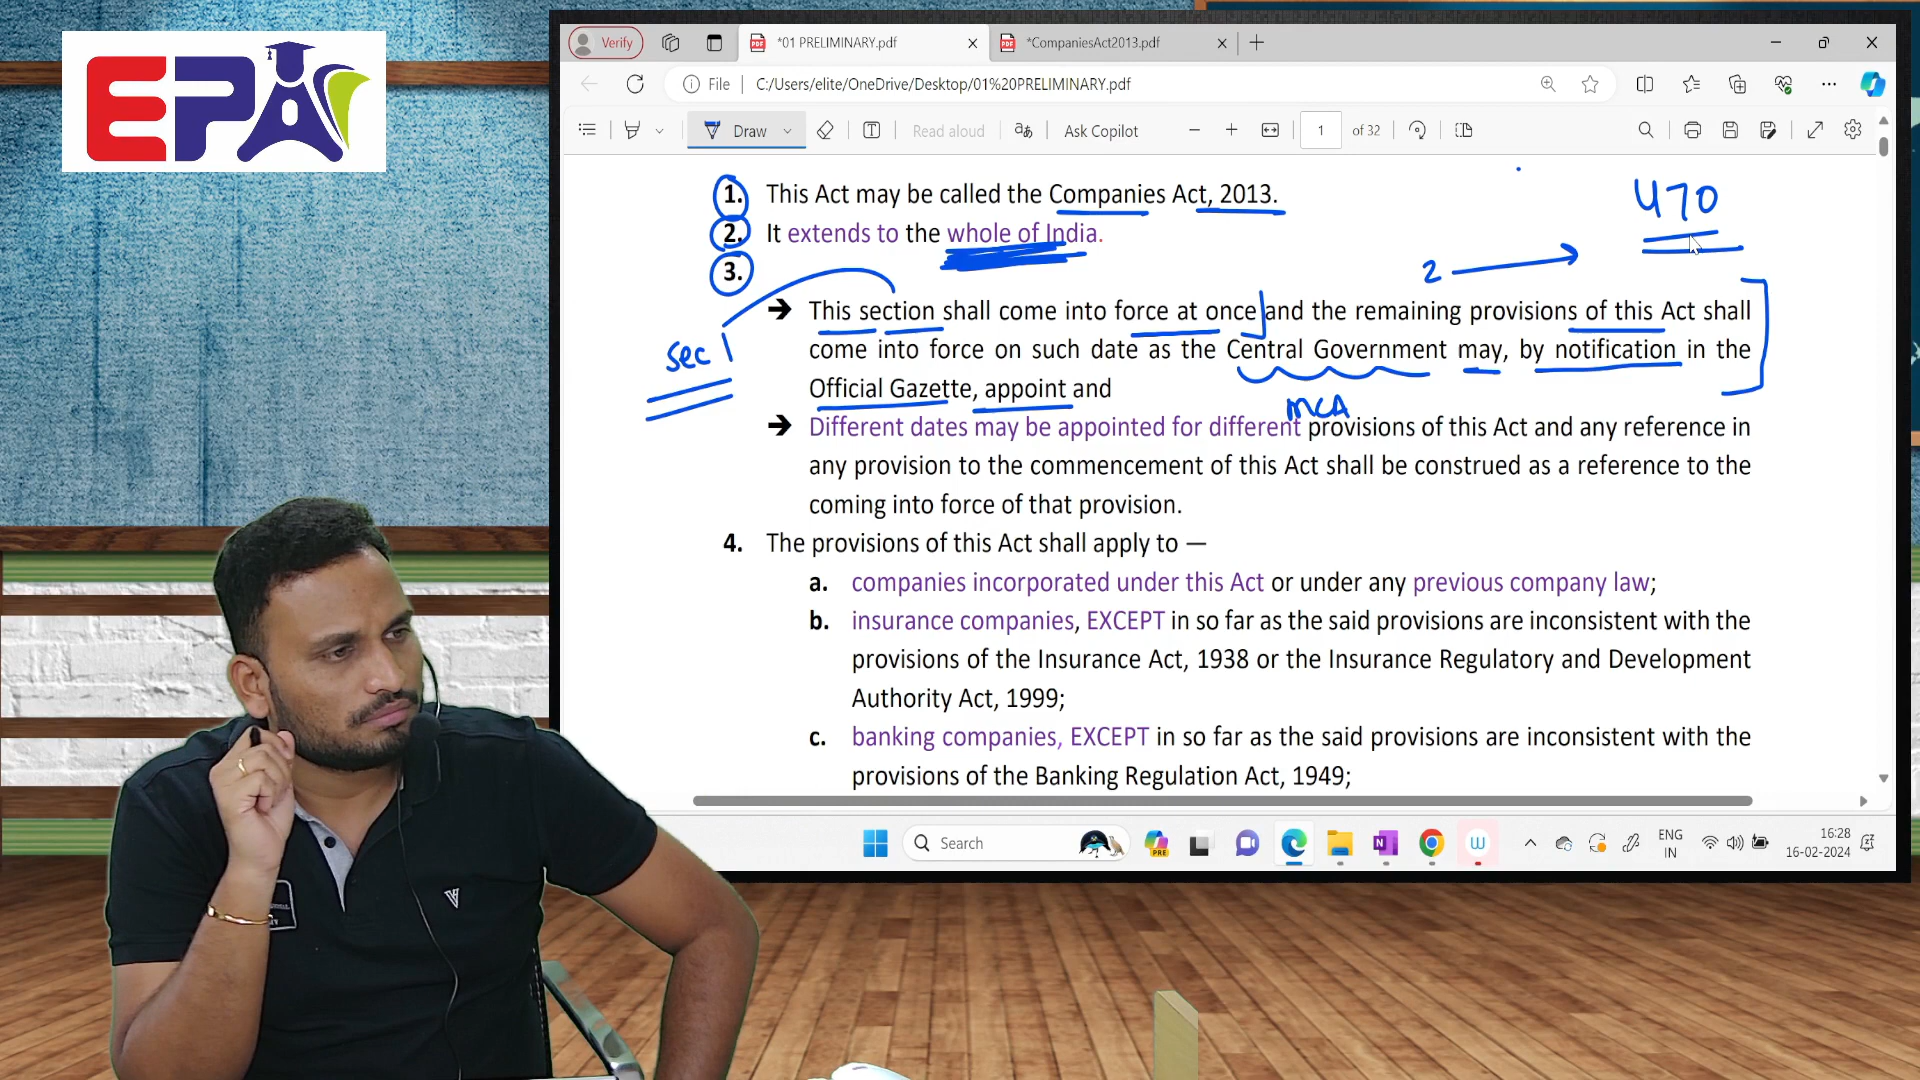 EPA
Verify
*01 PRELIMINARY.pdf
*CompaniesAct2013.pdf
File
C:/Users/elite/OneDrive/Desktop/01%20PRELIMINARY.pdf
Draw
Read aloud
Ask Copilot
1 of 32
1. This Act may be called the Companies Act, 2013.
470
2. It extends to the whole of India.
3.
2
➔ This section shall come into force at once and the remaining provisions of this Act shall
come into force on such date as the Central Government may, by notification in the
sec 1
Official Gazette, appoint and
MCA
➔ Different dates may be appointed for different provisions of this Act and any reference in
any provision to the commencement of this Act shall be construed as a reference to the
coming into force of that provision.
4. The provisions of this Act shall apply to —
a. companies incorporated under this Act or under any previous company law;
b. insurance companies, EXCEPT in so far as the said provisions are inconsistent with the
provisions of the Insurance Act, 1938 or the Insurance Regulatory and Development
Authority Act, 1999;
c. banking companies, EXCEPT in so far as the said provisions are inconsistent with the
provisions of the Banking Regulation Act, 1949;
Search
PRE
ENG
IN
16:28
16-02-2024